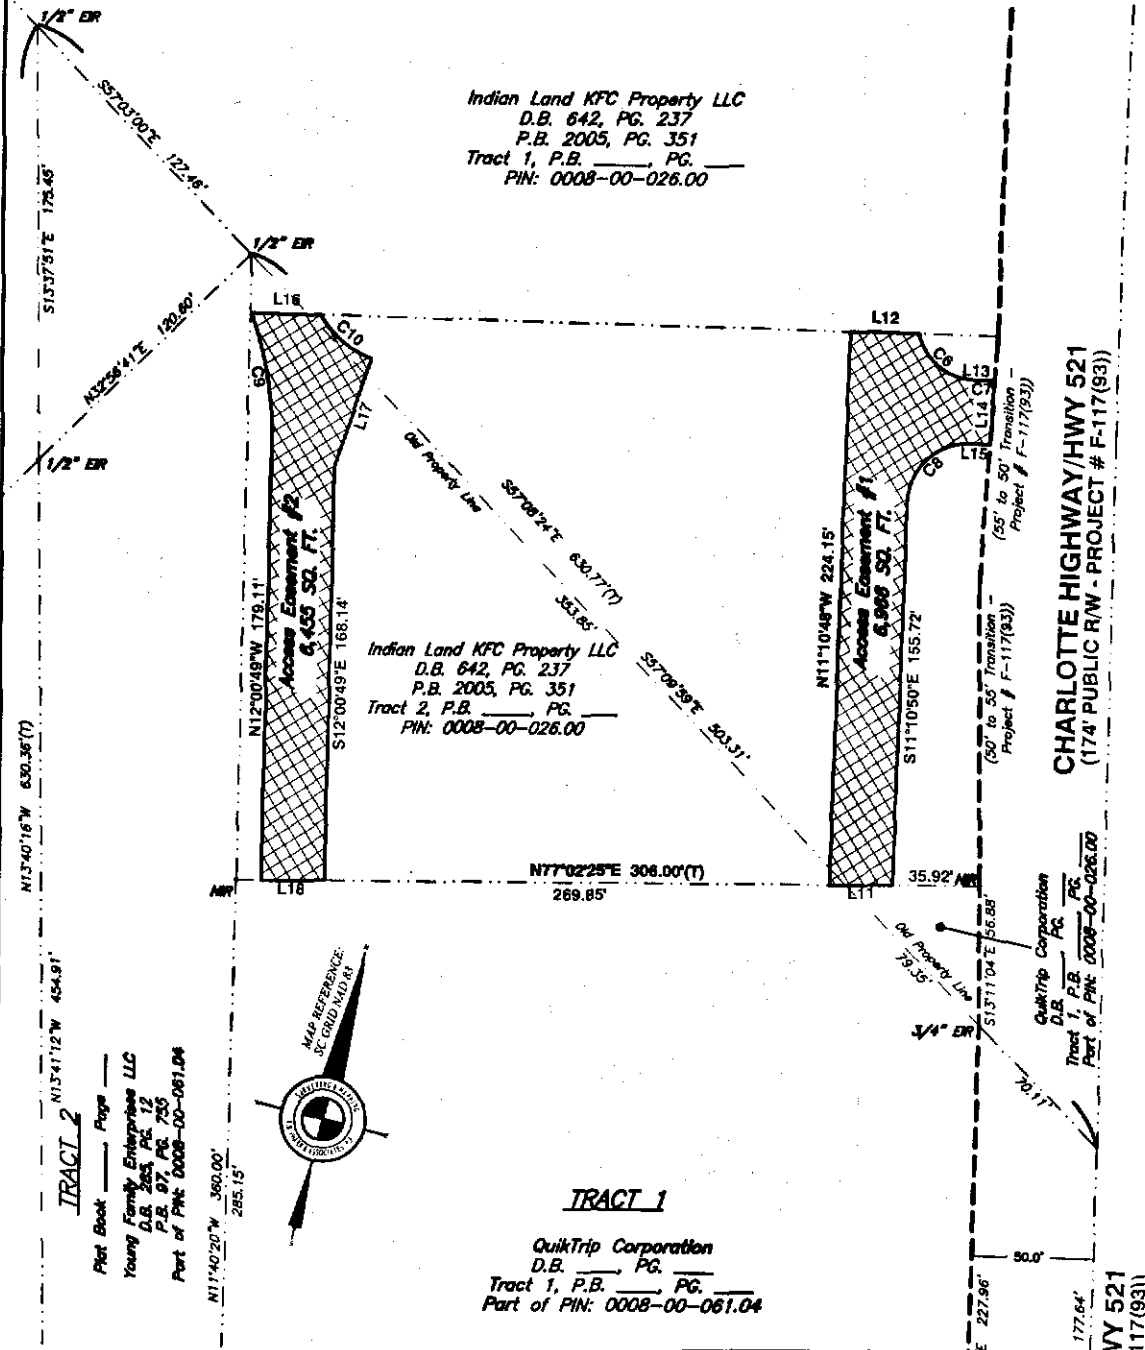 1/2" EIR
S57°03'00"E 127.46'
S13°37'51"E 175.45'
1/2" EIR
N32°56'41"E 120.60'
1/2" EIR
Indian Land KFC Property LLC
D.B. 642, PG. 237
P.B. 2005, PG. 351
Tract 1, P.B. ____, PG. ____
PIN: 0008-00-026.00
L16
C10
C9
L17
L12
C6
L13
C7
L14
L15
C8
Old Property Line
S57°08'24"E 630.77'(T)
353.85'
S57°09'59"E 503.31'
Access Easement #2
6,455 SQ. FT.
N12°00'49"W 179.11'
S12°00'49"E 168.14'
Indian Land KFC Property LLC
D.B. 642, PG. 237
P.B. 2005, PG. 351
Tract 2, P.B. ____, PG. ____
PIN: 0008-00-026.00
N11°10'48"W 224.15'
Access Easement #1
6,966 SQ. FT.
S11°10'50"E 155.72'
(55' to 50' Transition -
Project # F-117(93))
(50' to 55' Transition -
Project # F-117(93))
CHARLOTTE HIGHWAY/HWY 521
(174' PUBLIC R/W - PROJECT # F-117(93))
N13°40'16"W 630.36'(T)
NIR
L18
N77°02'25"E 306.00'(T)
269.85'
L11
35.92'
NIR
Old Property Line
79.35'
S13°11'04"E 56.88'
QuikTrip Corporation
D.B. ____, PG. ____
Tract 1, P.B. ____, PG. ____
Part of PIN: 0008-00-026.00
3/4" EIR
70.11'
MAP REFERENCE:
SC GRID NAD 83
N13°41'12"W 454.91'
TRACT 2
Plat Book ____, Page ____
Young Family Enterprises LLC
D.B. 285, PG. 12
P.B. 97, PG. 755
Part of PIN: 0008-00-061.04
N11°40'20"W 360.00'
285.15'
TRACT 1
QuikTrip Corporation
D.B. ____, PG. ____
Tract 1, P.B. ____, PG. ____
Part of PIN: 0008-00-061.04
50.0'
E 227.96'
177.64'
WY 521
117(93))